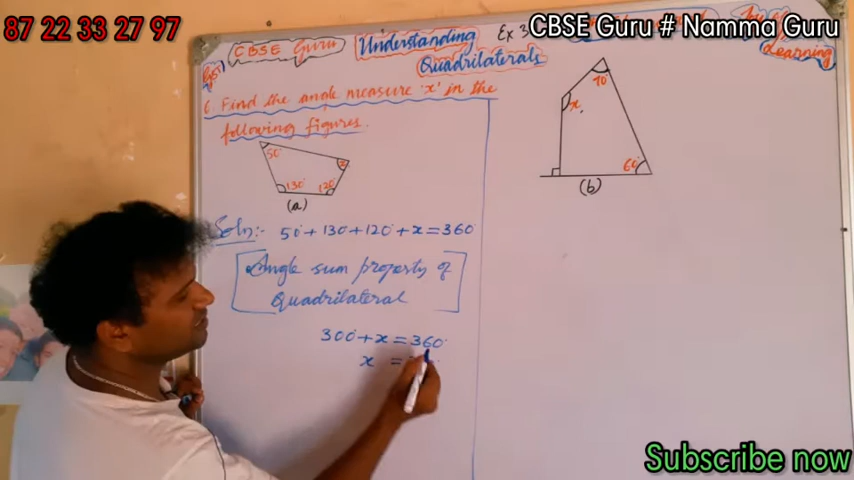 87 22 33 27 97
CBSE Guru # Namma Guru
CBSE Guru
Understanding
Quadrilaterals
Ex 3
Learning
6. Find the angle measure 'x' in the
following figures.
50°
x
130° 120°
(a)
70°
x
60°
(b)
Soln:- 50° + 130° + 120° + x = 360°
[Angle sum property of
Quadrilateral]
300° + x = 360°
x =
Subscribe now